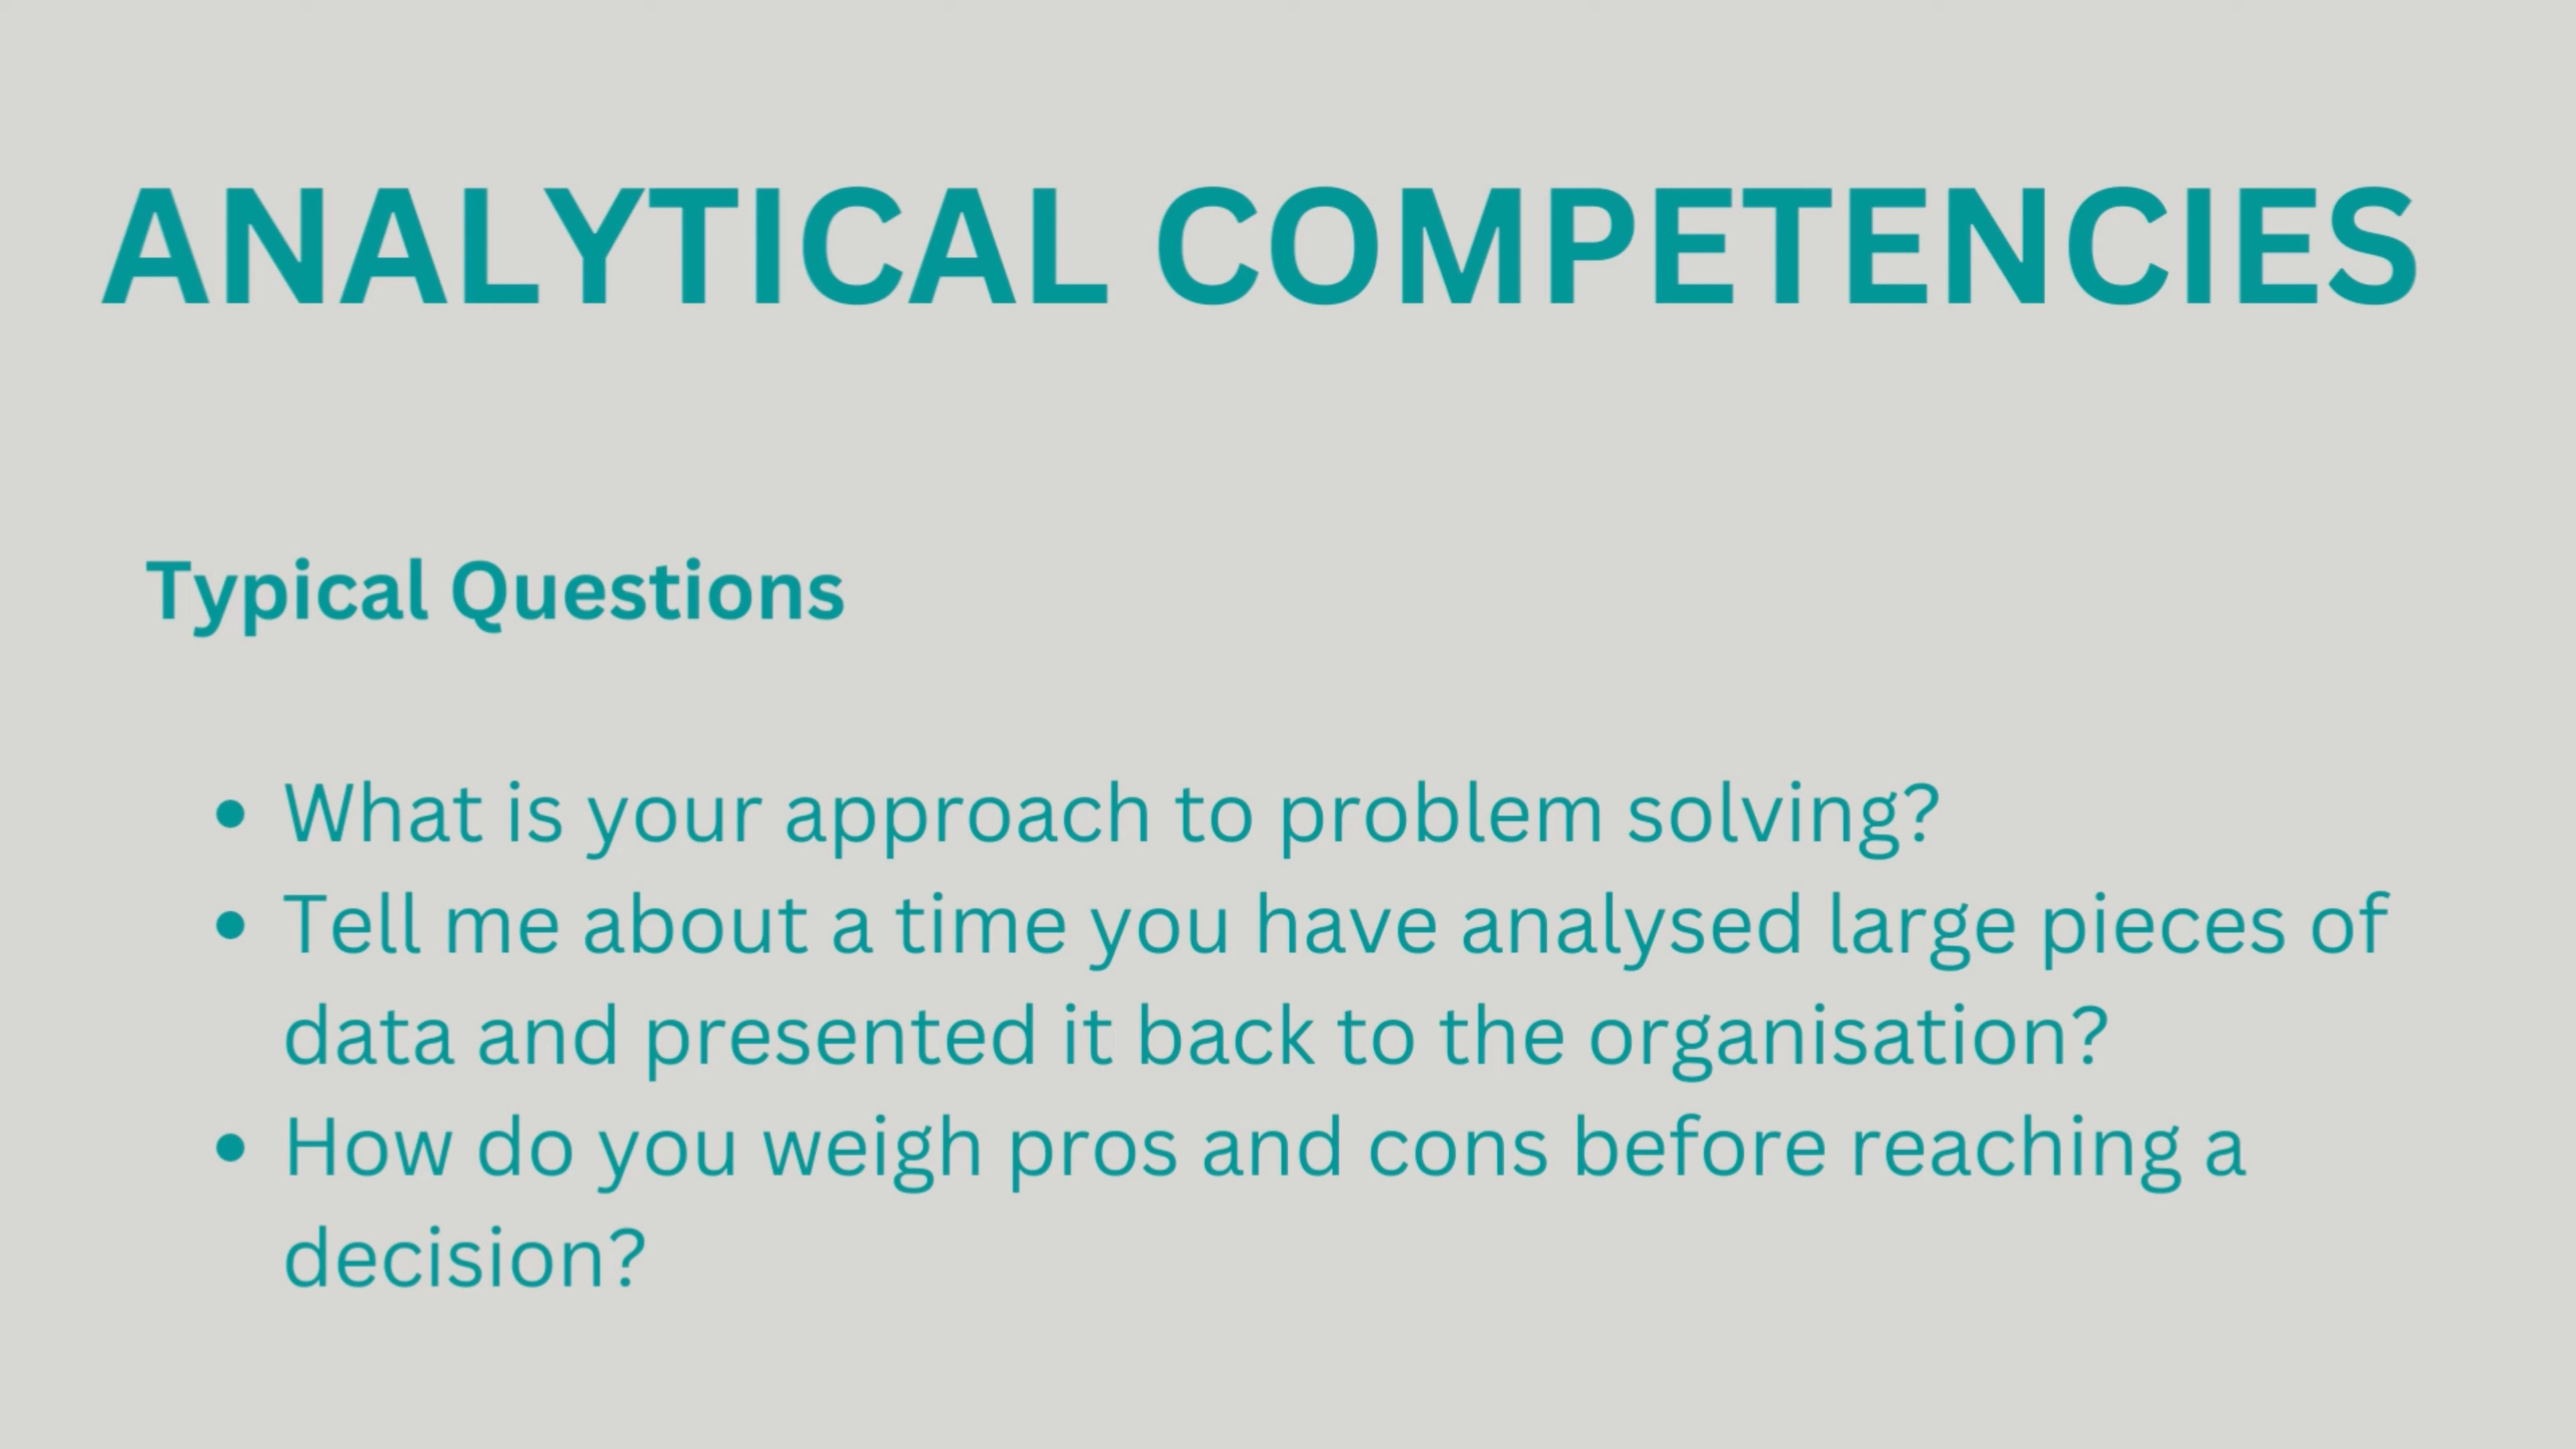 ANALYTICAL COMPETENCIES
Typical Questions
• What is your approach to problem solving?
• Tell me about a time you have analysed large pieces of
data and presented it back to the organisation?
• How do you weigh pros and cons before reaching a
decision?